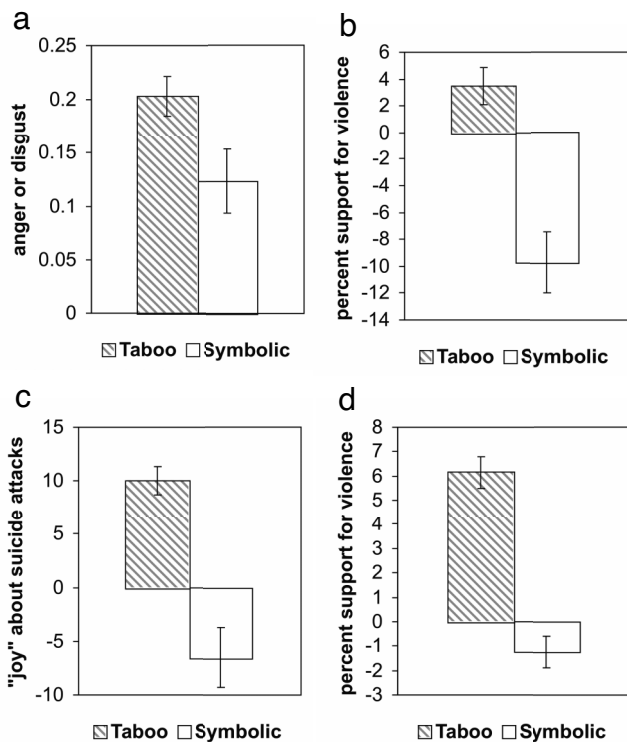 a
0.25
0.2
0.15
0.1
0.05
0
anger or disgust
Taboo Symbolic
b
6
4
2
0
-2
-4
-6
-8
-10
-12
-14
percent support for violence
Taboo Symbolic
c
15
10
5
0
-5
-10
"joy" about suicide attacks
Taboo Symbolic
d
8
7
6
5
4
3
2
1
0
-1
-2
-3
percent support for violence
Taboo Symbolic